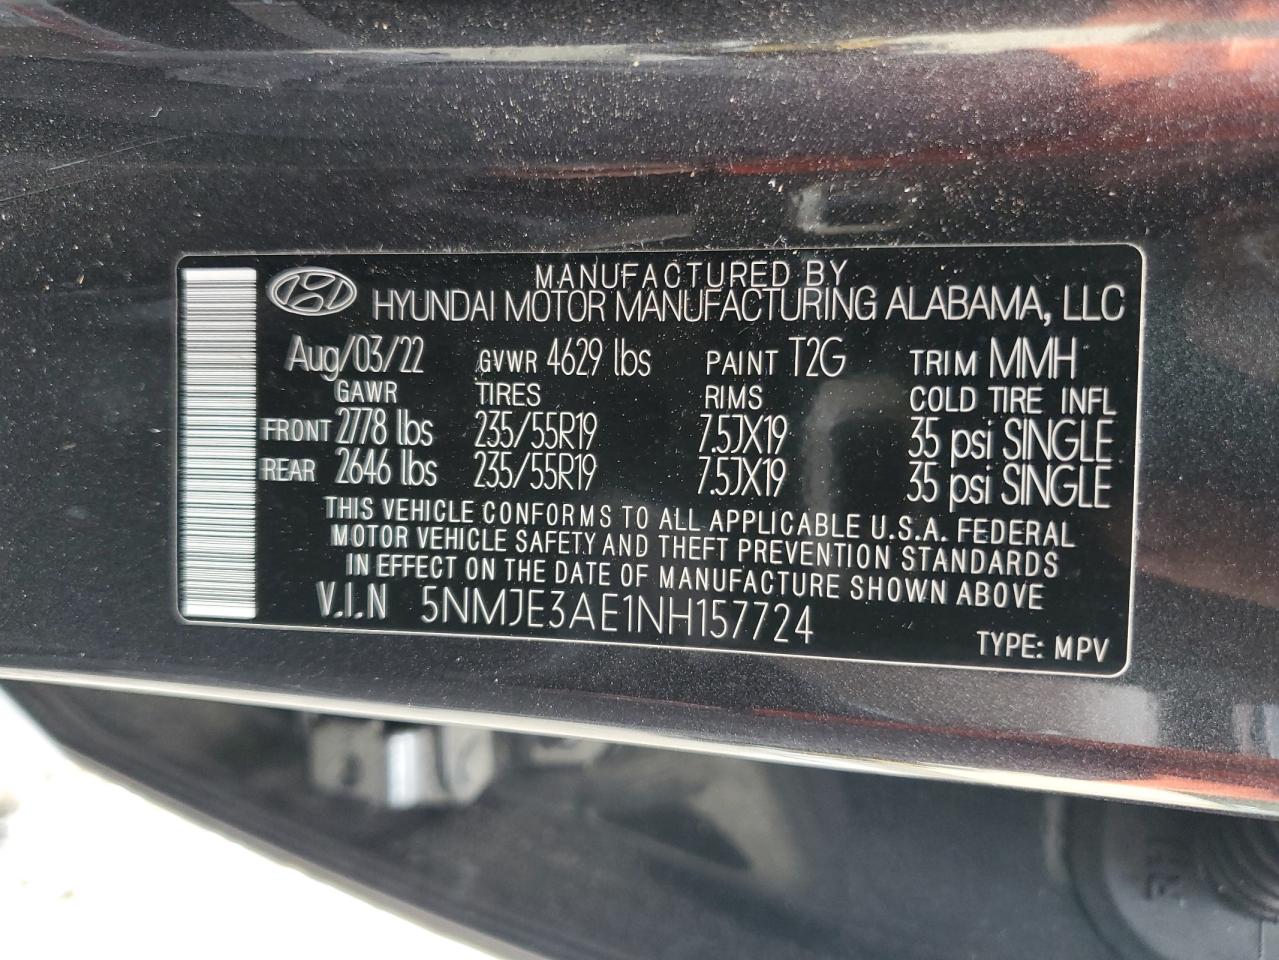 MANUFACTURED BY
HYUNDAI MOTOR MANUFACTURING ALABAMA, LLC
Aug/03/22 GVWR 4629 lbs PAINT T2G TRIM MMH
GAWR TIRES RIMS COLD TIRE INFL
FRONT 2778 lbs 235/55R19 7.5JX19 35 psi SINGLE
REAR 2646 lbs 235/55R19 7.5JX19 35 psi SINGLE
THIS VEHICLE CONFORMS TO ALL APPLICABLE U.S.A. FEDERAL
MOTOR VEHICLE SAFETY AND THEFT PREVENTION STANDARDS
IN EFFECT ON THE DATE OF MANUFACTURE SHOWN ABOVE
V.I.N 5NMJE3AE1NH157724
TYPE: MPV